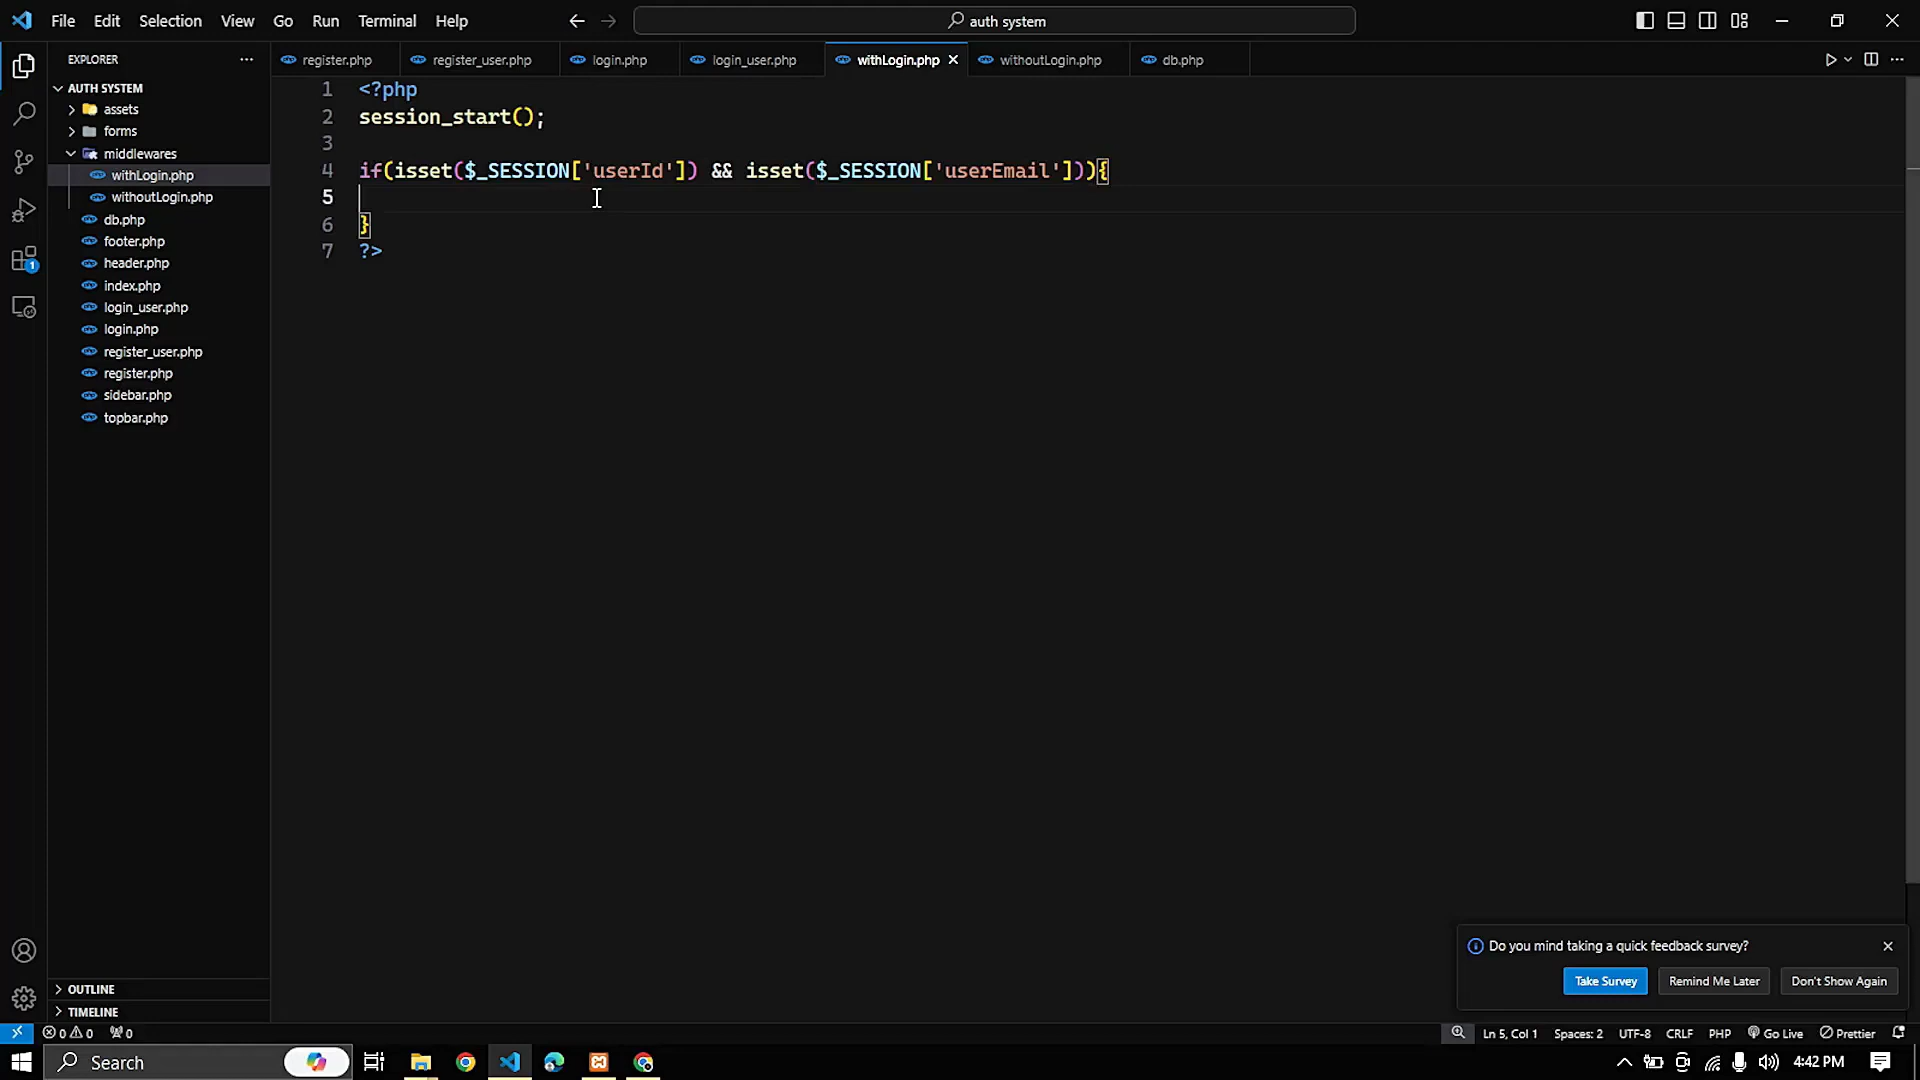 File Edit Selection View Go Run Terminal Help
auth system
EXPLORER
AUTH SYSTEM
assets
forms
middlewares
withLogin.php
withoutLogin.php
db.php
footer.php
header.php
index.php
login_user.php
login.php
register_user.php
register.php
sidebar.php
topbar.php
OUTLINE
TIMELINE
register.php register_user.php login.php login_user.php withLogin.php withoutLogin.php db.php
1 <?php
2 session_start();
3
4 if(isset($_SESSION['userId']) && isset($_SESSION['userEmail'])){
5
6 }
7 ?>
Do you mind taking a quick feedback survey?
Take Survey Remind Me Later Don't Show Again
1
0 0 0 Ln 5, Col 1 Spaces: 2 UTF-8 CRLF PHP Go Live Prettier
Search 4:42 PM